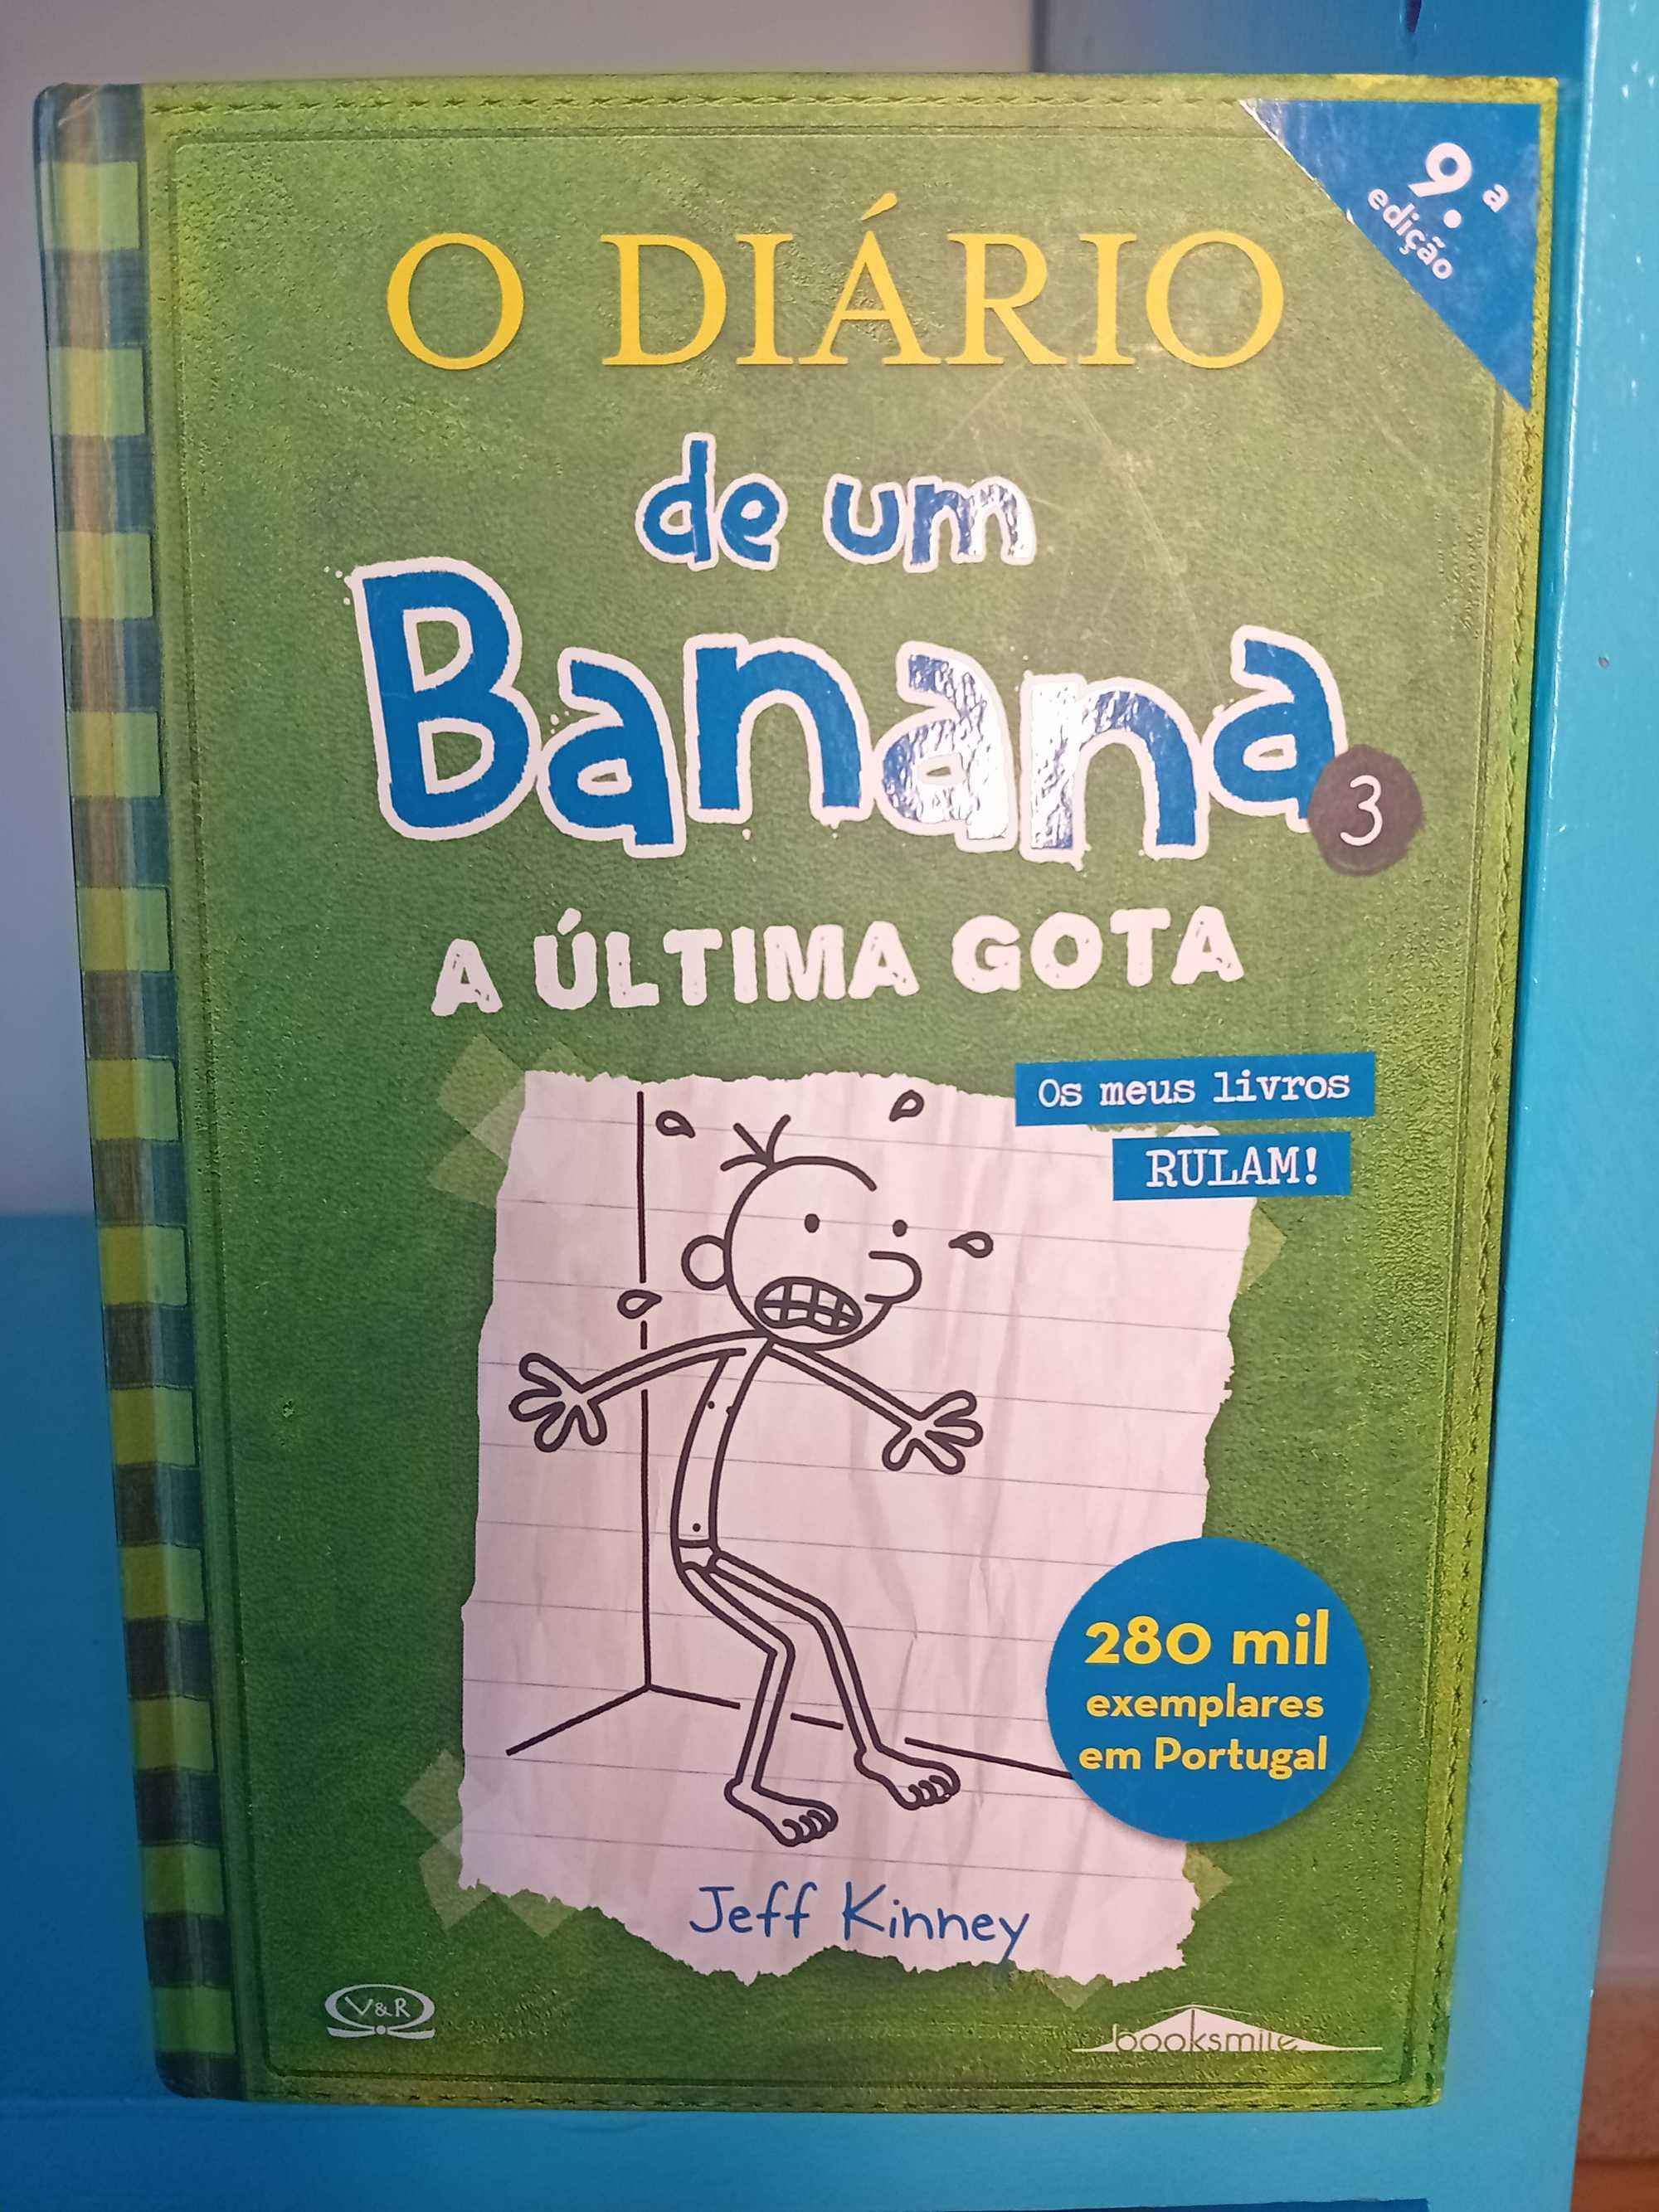 9.ª
edição
O DIÁRIO
de um
Banana
3
A ÚLTIMA GOTA
Os meus livros
RULAM!
280 mil
exemplares
em Portugal
Jeff Kinney
V&R
booksmile